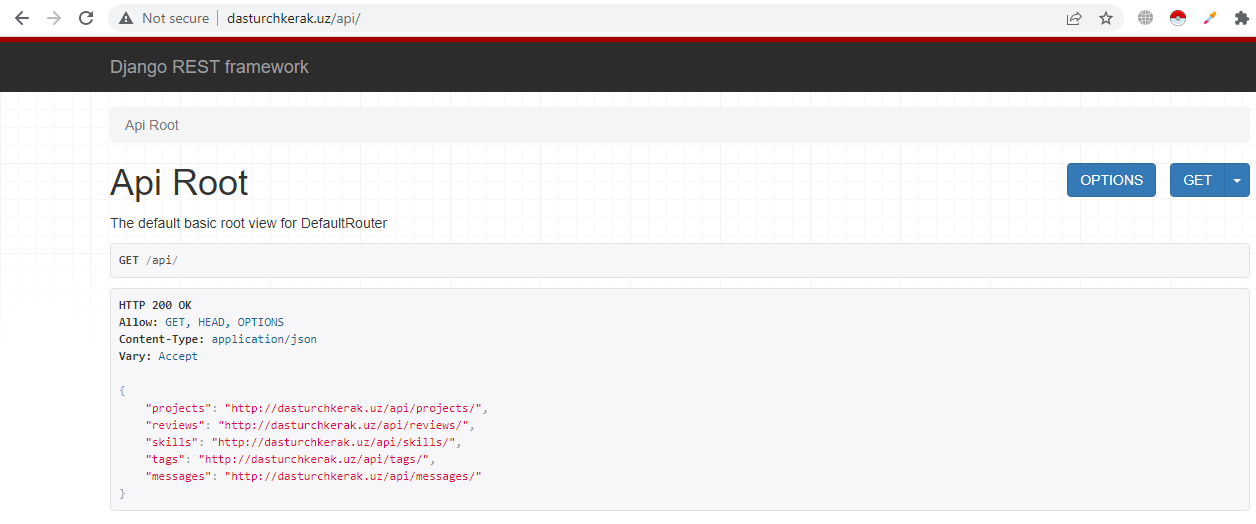 Not secure | dasturchkerak.uz/api/
Django REST framework
Api Root
Api Root
OPTIONS GET
The default basic root view for DefaultRouter
GET /api/
HTTP 200 OK
Allow: GET, HEAD, OPTIONS
Content-Type: application/json
Vary: Accept
{
"projects": "http://dasturchkerak.uz/api/projects/",
"reviews": "http://dasturchkerak.uz/api/reviews/",
"skills": "http://dasturchkerak.uz/api/skills/",
"tags": "http://dasturchkerak.uz/api/tags/",
"messages": "http://dasturchkerak.uz/api/messages/"
}